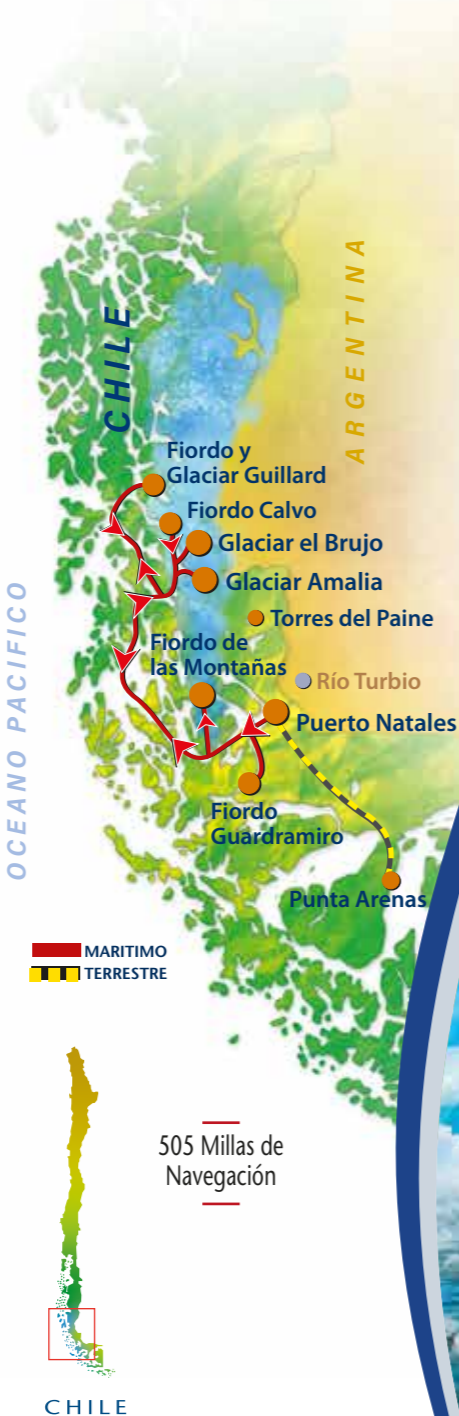 ARGENTINA
CHILE
Fiordo y
Glaciar Guillard
Fiordo Calvo
Glaciar el Brujo
Glaciar Amalia
Torres del Paine
OCEANO PACIFICO
Fiordo de
las Montañas
Río Turbio
Puerto Natales
Fiordo
Guardramiro
Punta Arenas
MARITIMO
TERRESTRE
505 Millas de
Navegación
CHILE